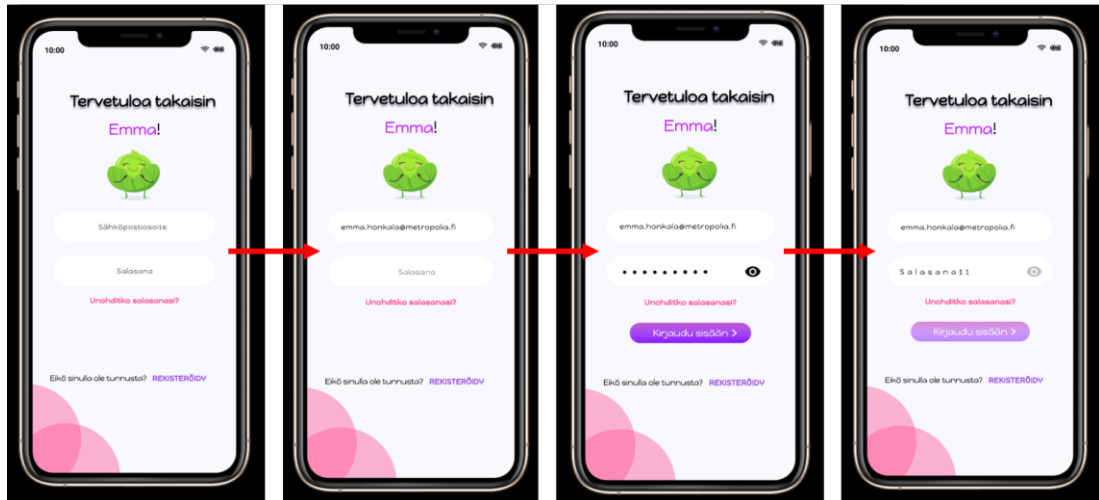 10:00
Tervetuloa takaisin
Emma!
Sähköpostiosoite
Salasana
Unohditko salasanasi?
Eikö sinulla ole tunnusta? REKISTERÖIDY
10:00
Tervetuloa takaisin
Emma!
emma.honkala@metropolia.fi
Salasana
Unohditko salasanasi?
Eikö sinulla ole tunnusta? REKISTERÖIDY
10:00
Tervetuloa takaisin
Emma!
emma.honkala@metropolia.fi
Unohditko salasanasi?
Kirjaudu sisään >
Eikö sinulla ole tunnusta? REKISTERÖIDY
10:00
Tervetuloa takaisin
Emma!
emma.honkala@metropolia.fi
Salasana11
Unohditko salasanasi?
Kirjaudu sisään >
Eikö sinulla ole tunnusta? REKISTERÖIDY